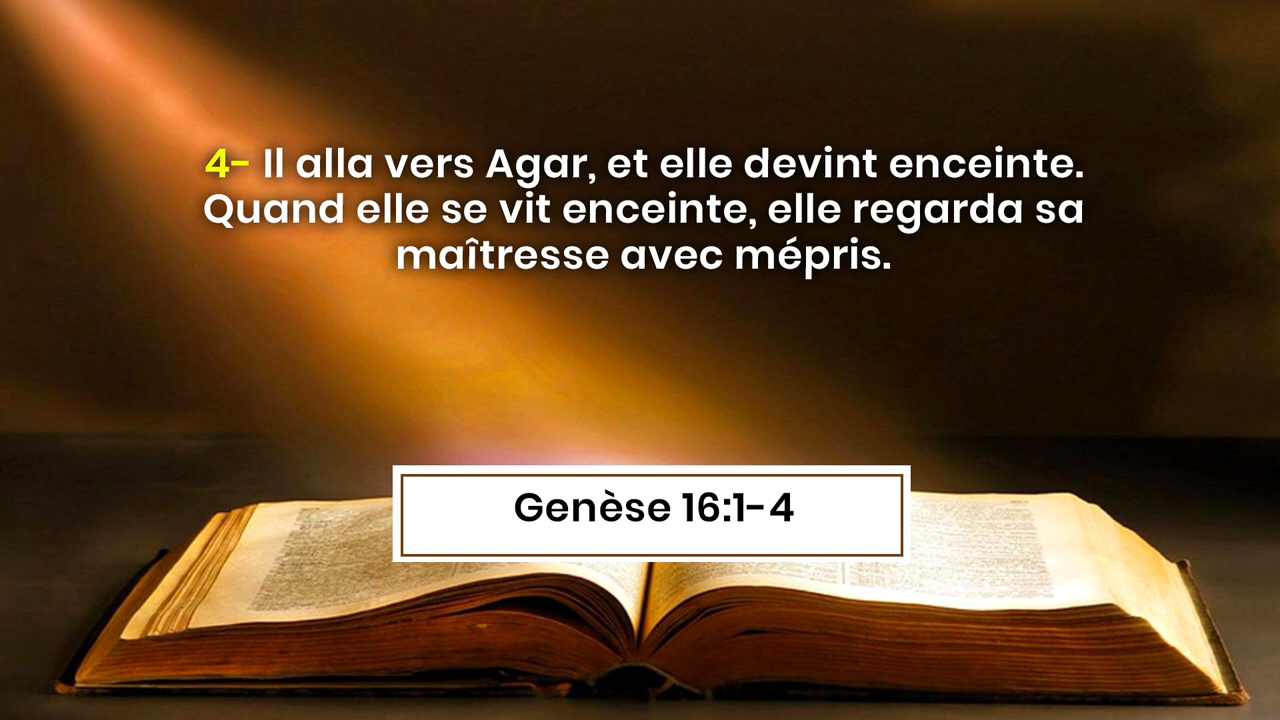 4- Il alla vers Agar, et elle devint enceinte.
Quand elle se vit enceinte, elle regarda sa
maîtresse avec mépris.
Genèse 16:1-4